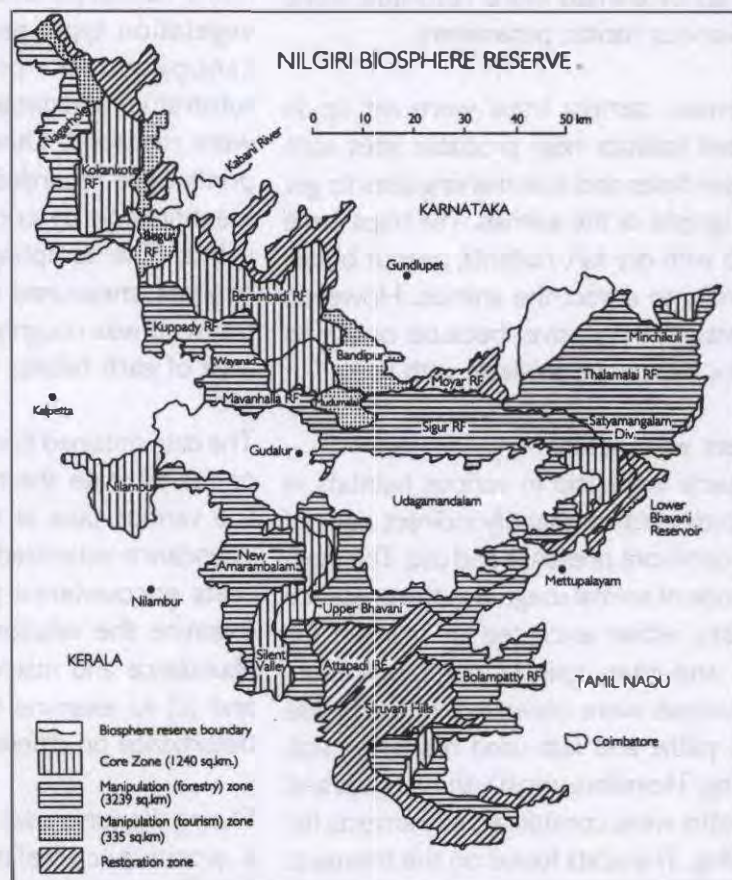 NILGIRI BIOSPHERE RESERVE
0 10 20 30 40 50 km
Nagarhole
Kokankote
RF
Kabani River
KARNATAKA
Begur
RF
Gundlupet
Berambadi RF
Kuppady RF
Wayanad
Bandipur
Minchikuli
Moyar RF
Thalamalai RF
Kalpetta
Mavanhalla RF
Mudumalai
Sigur RF
Satyamangalam
Div.
Gudalur
Nilambur
Udagamandalam
Lower
Bhavani
Reservoir
New
Amarambalam
Mettupalayam
Nilambur
Upper Bhavani
KERALA
Silent
Valley
Attapadi RF
Bolampatty RF
TAMIL NADU
Siruvani Hills
Coimbatore
Biosphere reserve boundary
Core Zone (1240 sq.km.)
Manipulation (forestry) zone
(3239 sq.km)
Manipulation (tourism) zone
(335 sq.km)
Restoration zone